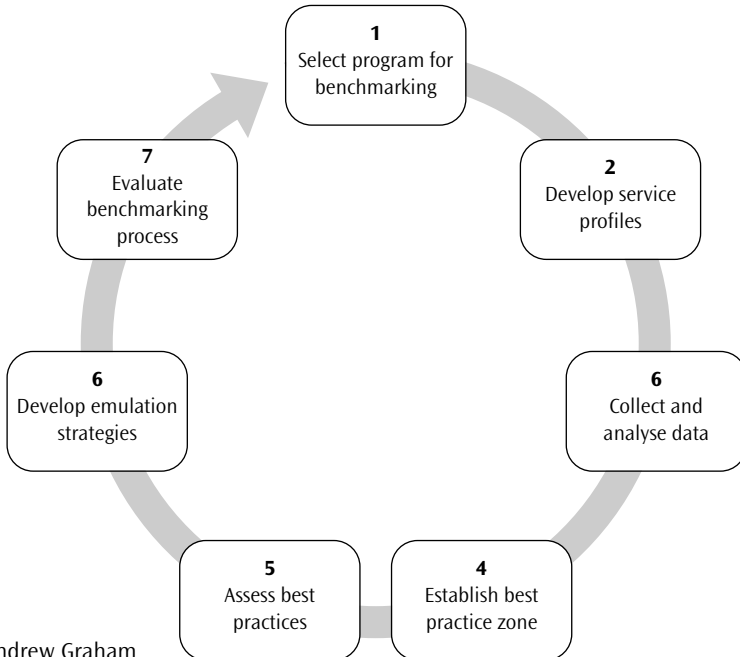 1
Select program for
benchmarking
2
Develop service
profiles
6
Collect and
analyse data
4
Establish best
practice zone
5
Assess best
practices
6
Develop emulation
strategies
7
Evaluate
benchmarking
process
ndrew Graham